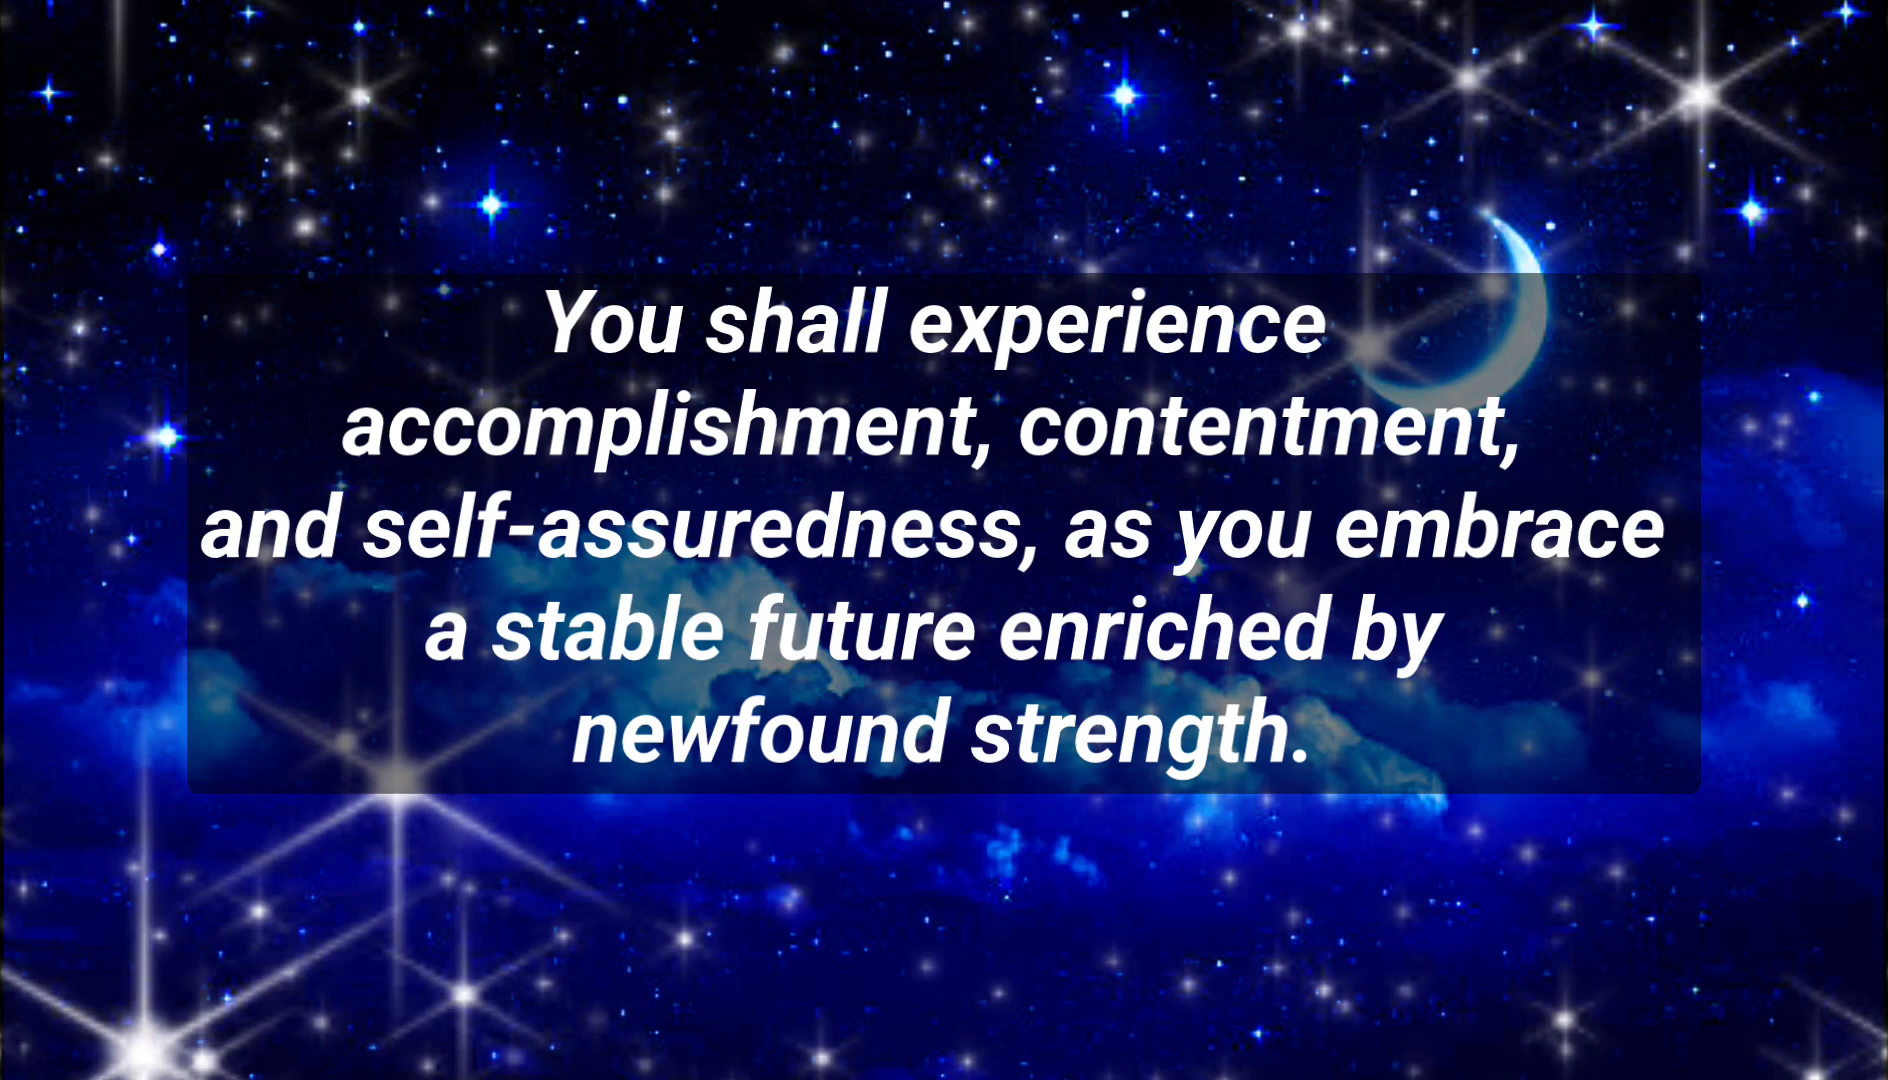 You shall experience
accomplishment, contentment,
and self-assuredness, as you embrace
a stable future enriched by
newfound strength.